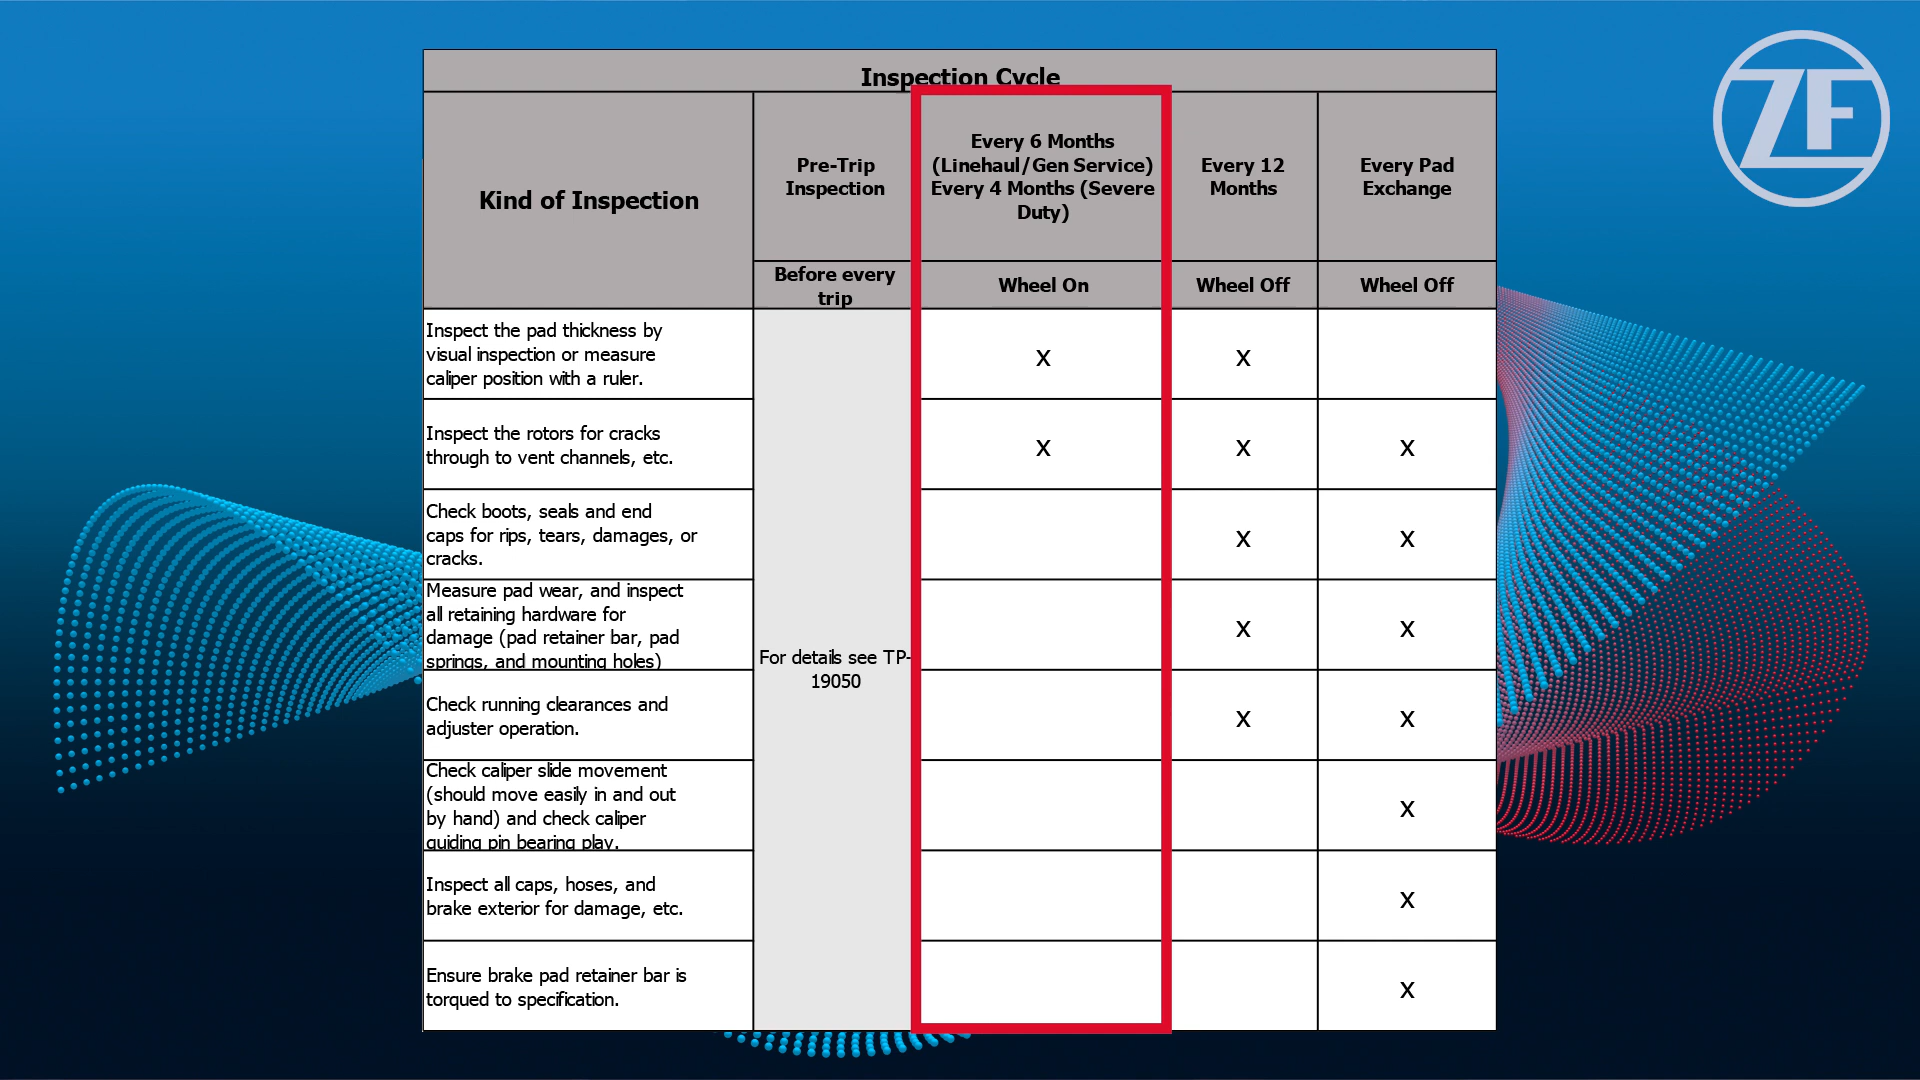 Inspection Cycle
Kind of Inspection
Pre-Trip
Inspection
Every 6 Months
(Linehaul/Gen Service)
Every 4 Months (Severe
Duty)
Every 12
Months
Every Pad
Exchange
Before every
trip
Wheel On
Wheel Off
Wheel Off
Inspect the pad thickness by
visual inspection or measure
caliper position with a ruler.
X
X
Inspect the rotors for cracks
through to vent channels, etc.
X
X
X
Check boots, seals and end
caps for rips, tears, damages, or
cracks.
X
X
Measure pad wear, and inspect
all retaining hardware for
damage (pad retainer bar, pad
springs, and mounting holes)
X
X
For details see TP-
19050
Check running clearances and
adjuster operation.
X
X
Check caliper slide movement
(should move easily in and out
by hand) and check caliper
guiding pin bearing play.
X
Inspect all caps, hoses, and
brake exterior for damage, etc.
X
Ensure brake pad retainer bar is
torqued to specification.
X
ZF